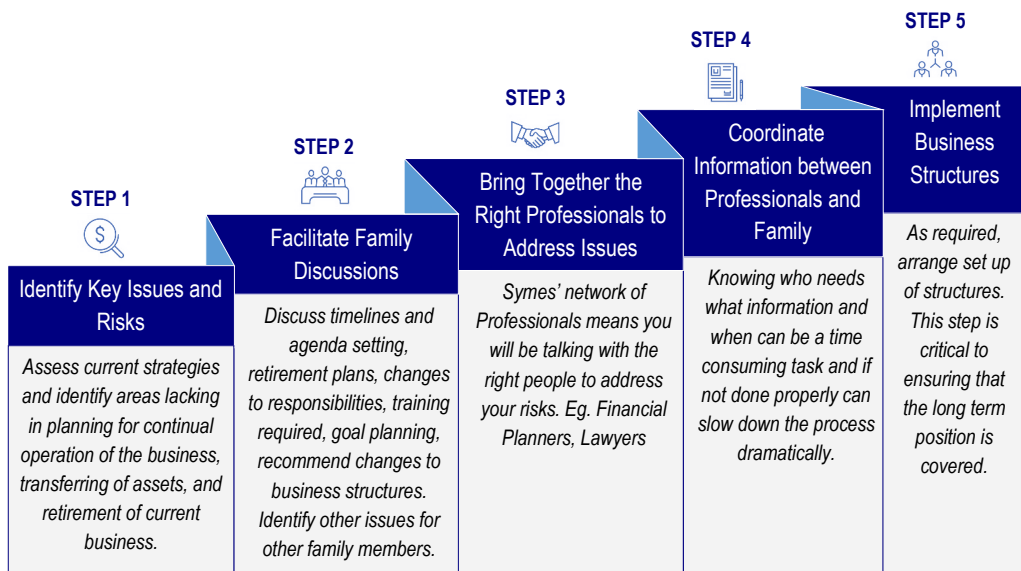 STEP 1
Identify Key Issues and
Risks
Assess current strategies
and identify areas lacking
in planning for continual
operation of the business,
transferring of assets, and
retirement of current
business.
STEP 2
Facilitate Family
Discussions
Discuss timelines and
agenda setting,
retirement plans, changes
to responsibilities, training
required, goal planning,
recommend changes to
business structures.
Identify other issues for
other family members.
STEP 3
Bring Together the
Right Professionals to
Address Issues
Symes' network of
Professionals means you
will be talking with the
right people to address
your risks. Eg. Financial
Planners, Lawyers
STEP 4
Coordinate
Information between
Professionals and
Family
Knowing who needs
what information and
when can be a time
consuming task and if
not done properly can
slow down the process
dramatically.
STEP 5
Implement
Business
Structures
As required,
arrange set up
of structures.
This step is
critical to
ensuring that
the long term
position is
covered.